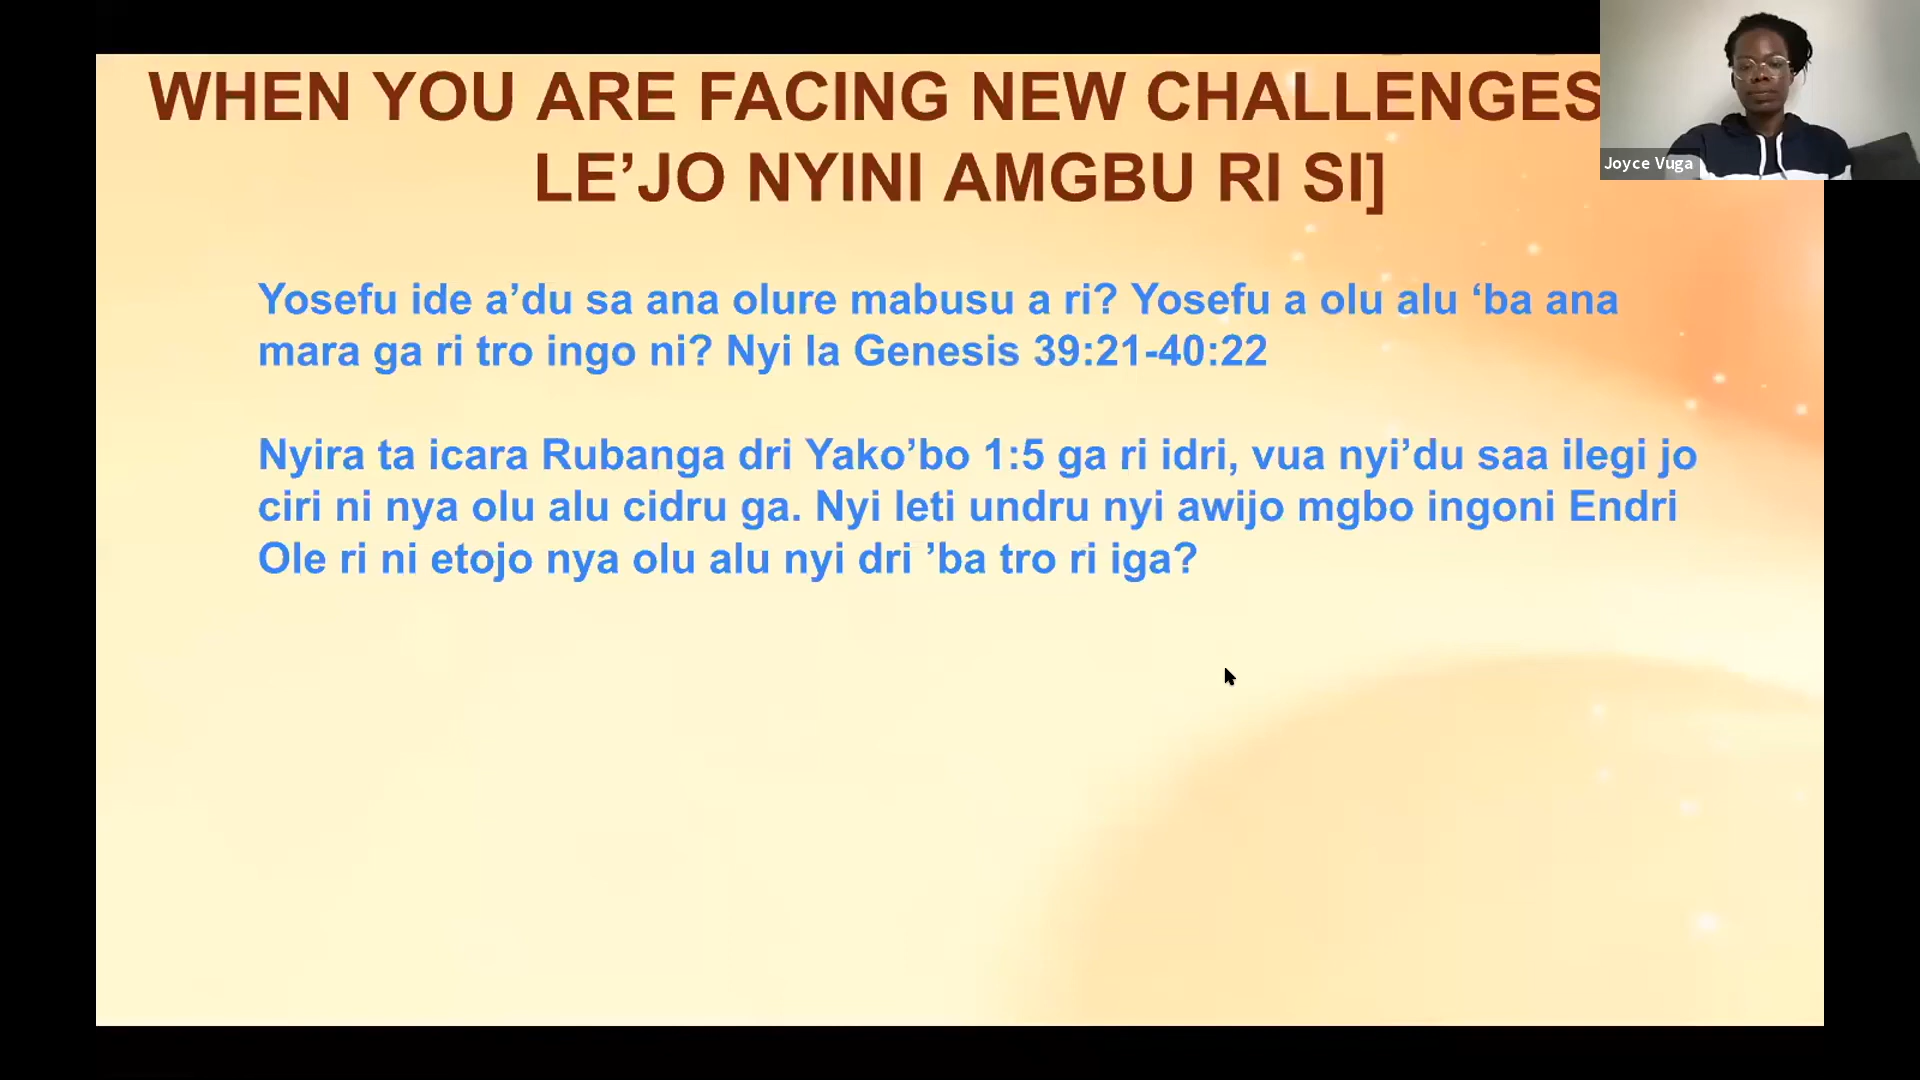 WHEN YOU ARE FACING NEW CHALLENGES
LE’JO NYINI AMGBU RI SI]
Joyce Vuga
Yosefu ide a’du sa ana olure mabusu a ri? Yosefu a olu alu ‘ba ana
mara ga ri tro ingo ni? Nyi la Genesis 39:21-40:22
Nyira ta icara Rubanga dri Yako’bo 1:5 ga ri idri, vua nyi’du saa ilegi jo
ciri ni nya olu alu cidru ga. Nyi leti undru nyi awijo mgbo ingoni Endri
Ole ri ni etojo nya olu alu nyi dri ’ba tro ri iga?